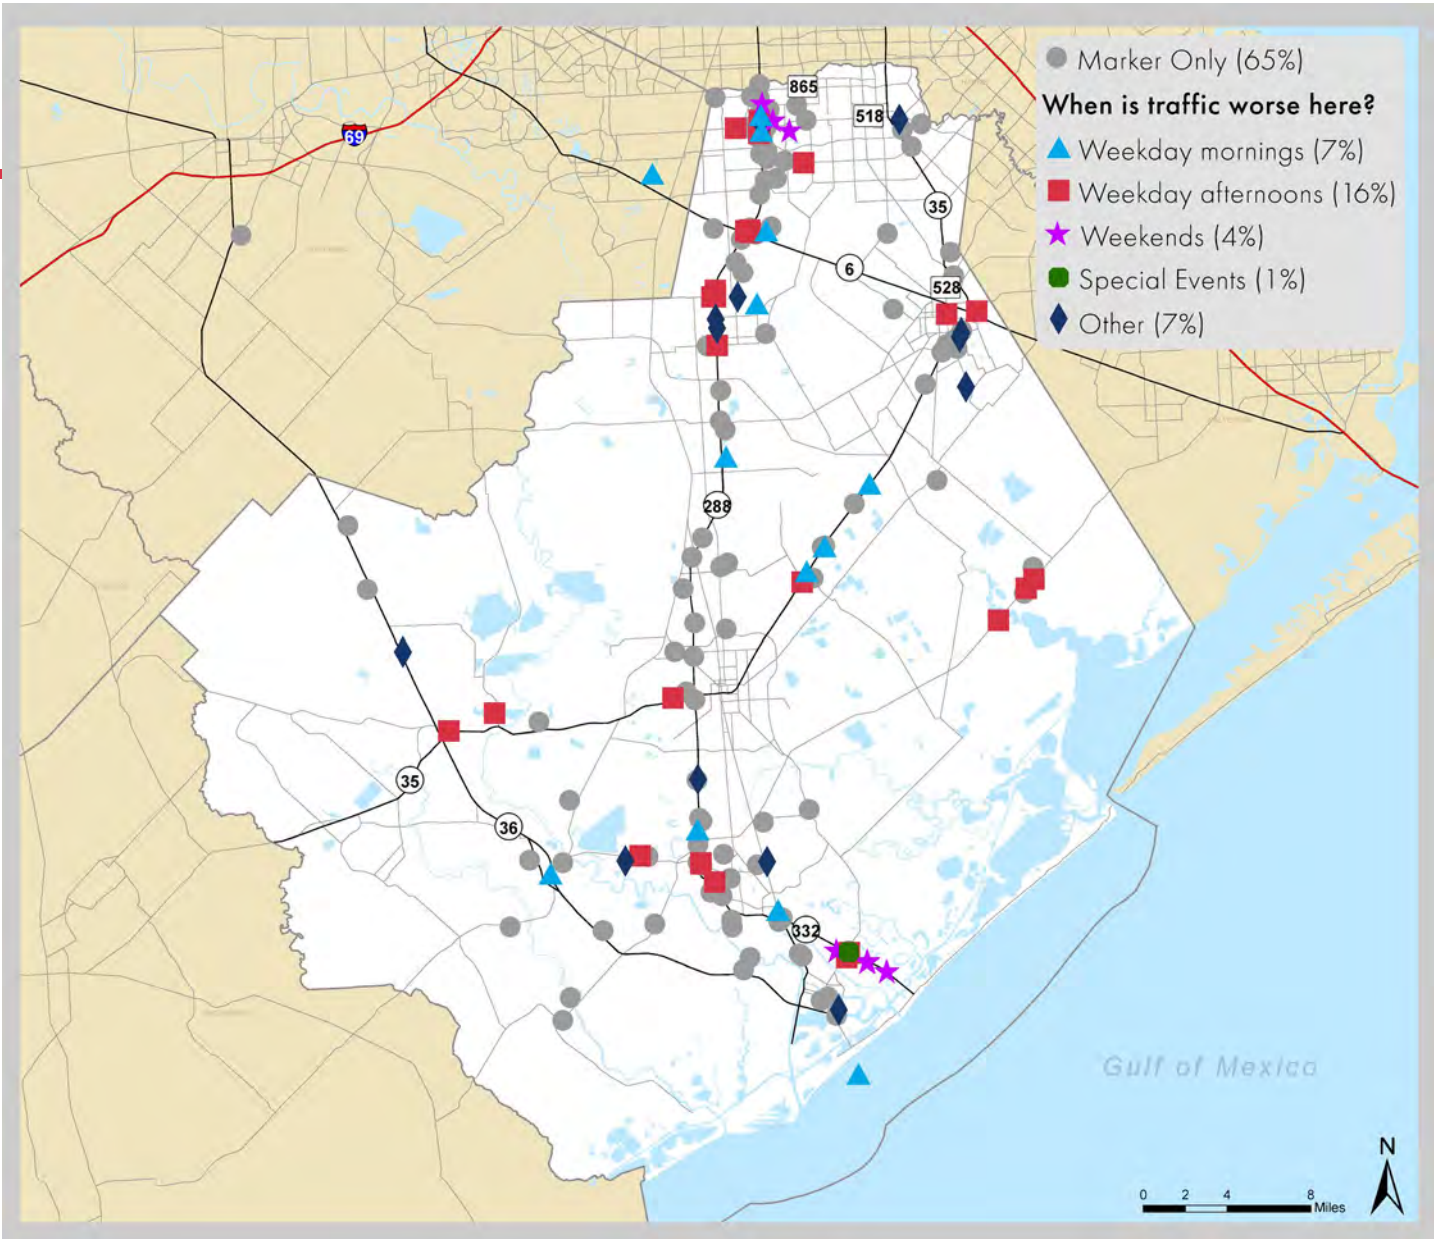 Marker Only (65%)
When is traffic worse here?
Weekday mornings (7%)
Weekday afternoons (16%)
Weekends (4%)
Special Events (1%)
Other (7%)
865
518
69
35
6
528
288
35
36
332
Gulf of Mexico
N
0 2 4 8
Miles